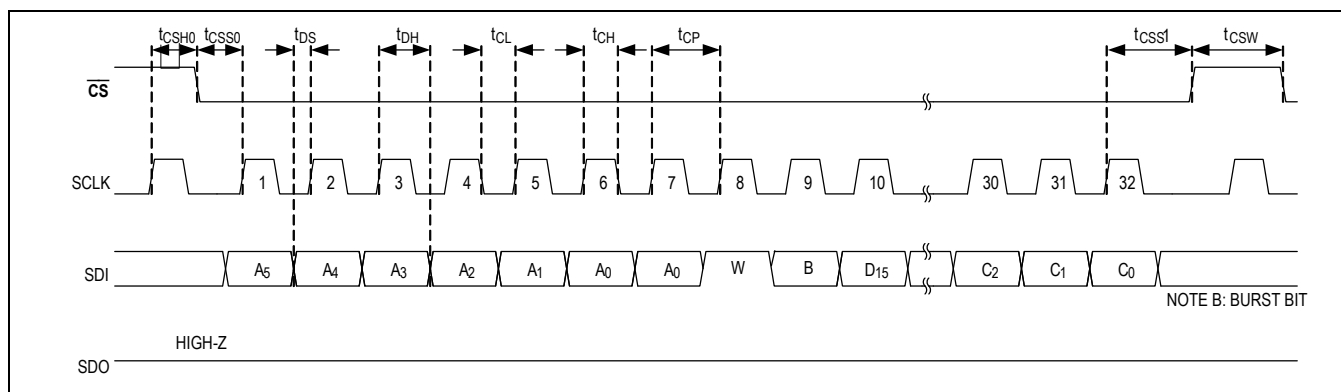 tCSH0 tCSS0 tDS tDH tCL tCH tCP tCSS1 tCSW
CS
SCLK 1 2 3 4 5 6 7 8 9 10 30 31 32
SDI A5 A4 A3 A2 A1 A0 A0 W B D15 C2 C1 C0
NOTE B: BURST BIT
HIGH-Z
SDO